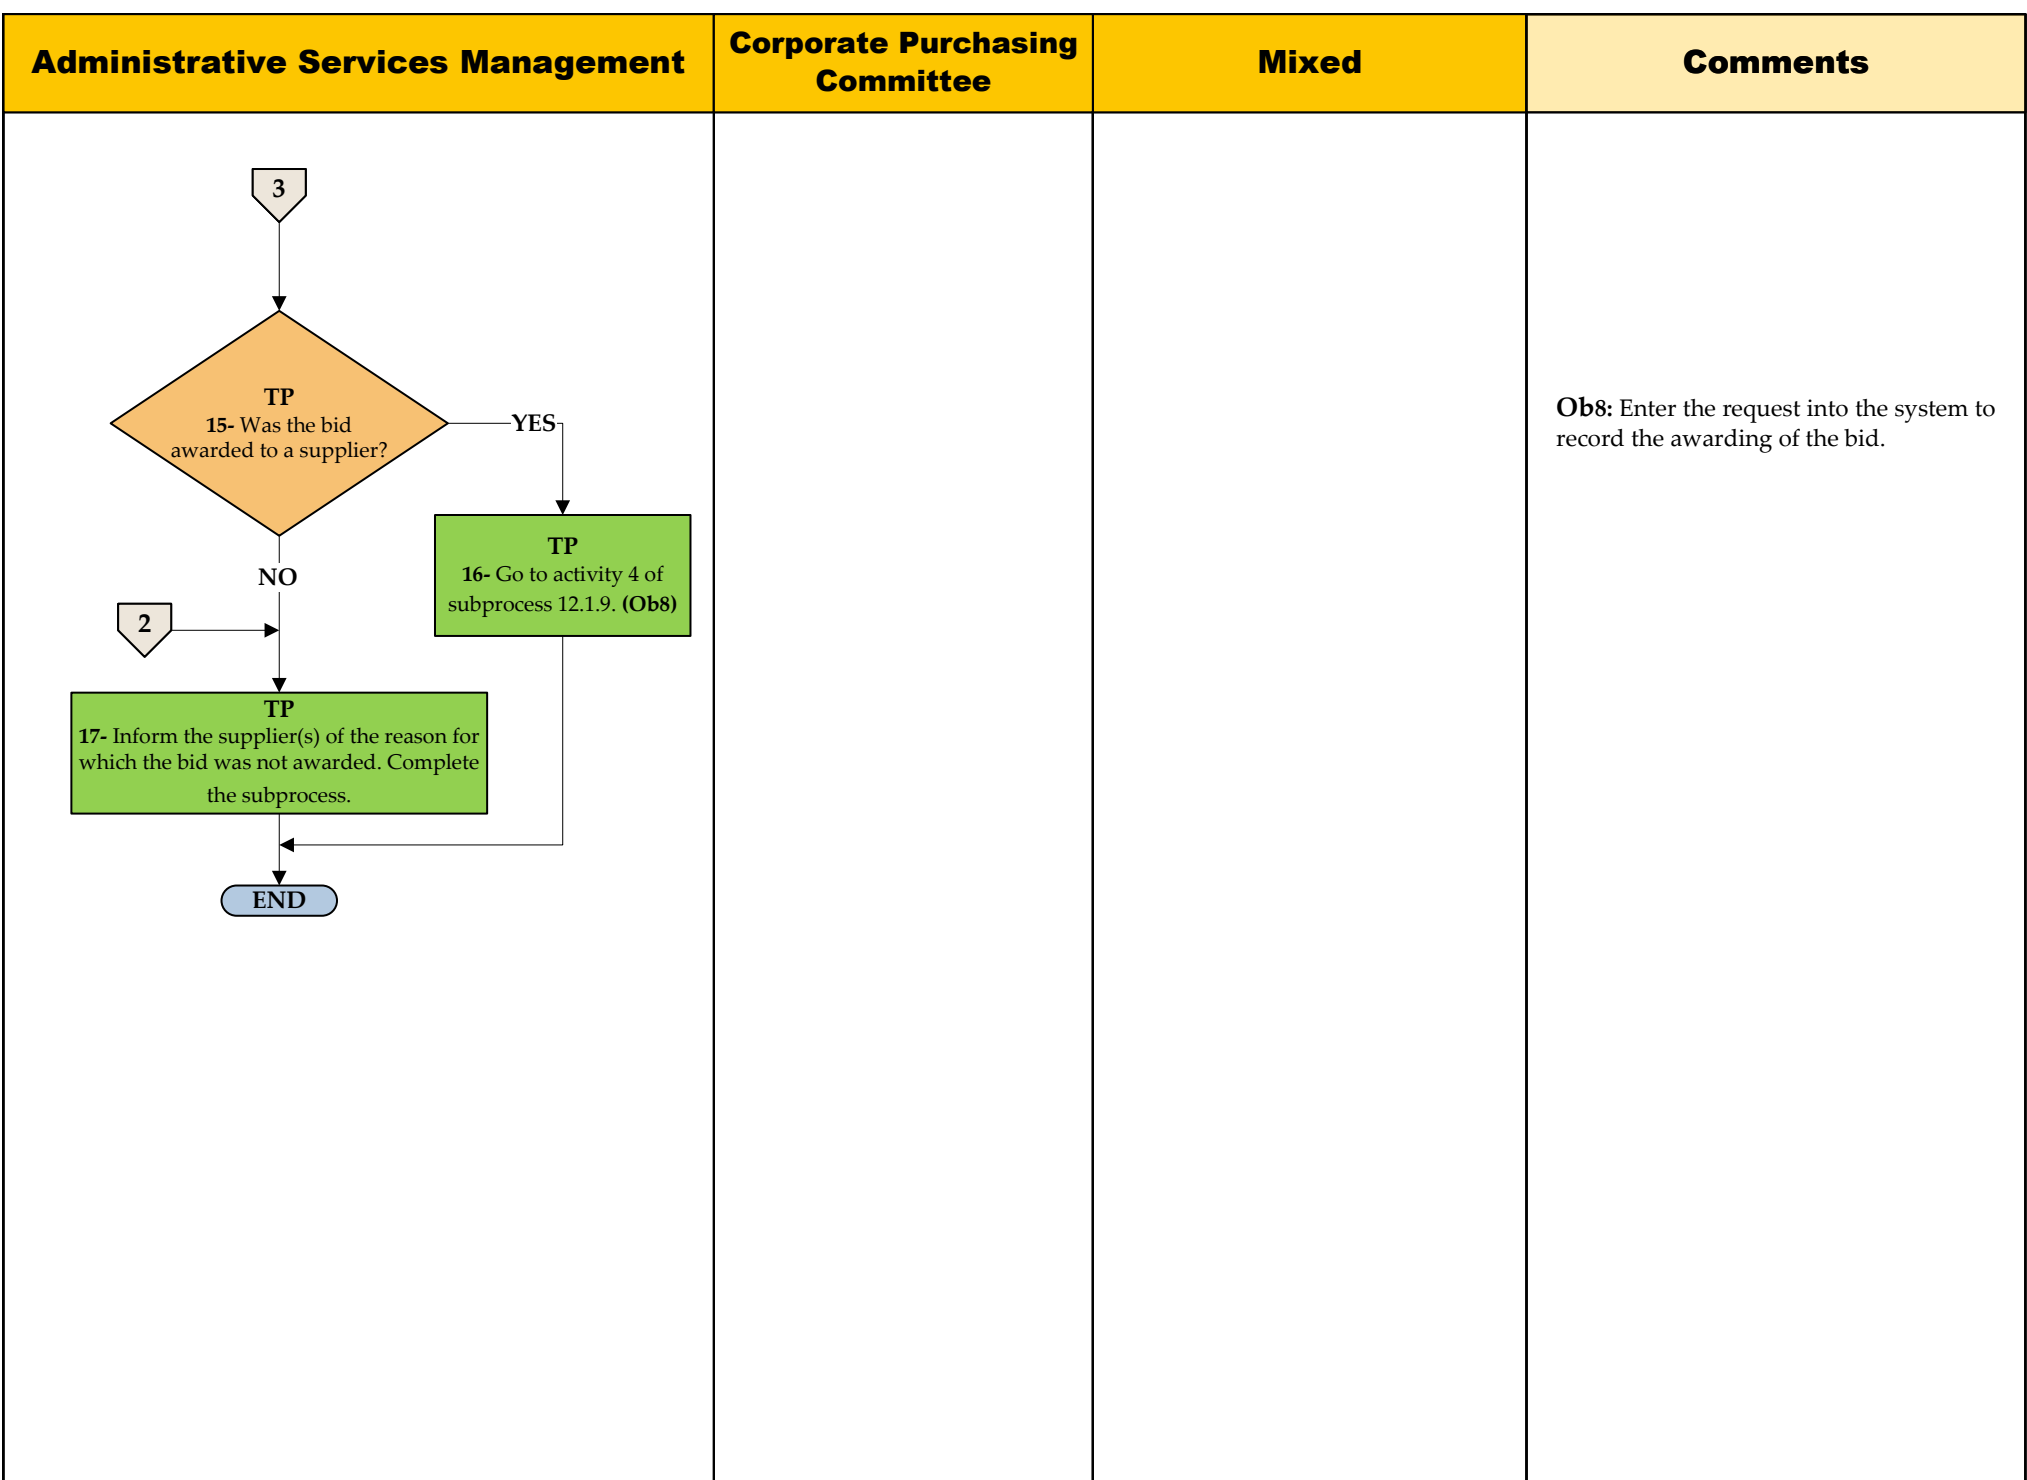 Administrative Services Management
Corporate Purchasing
Committee
Mixed
Comments
3
TP
15- Was the bid
awarded to a supplier?
YES
Ob8: Enter the request into the system to
record the awarding of the bid.
TP
16- Go to activity 4 of
subprocess 12.1.9. (Ob8)
NO
2
TP
17- Inform the supplier(s) of the reason for
which the bid was not awarded. Complete
the subprocess.
END